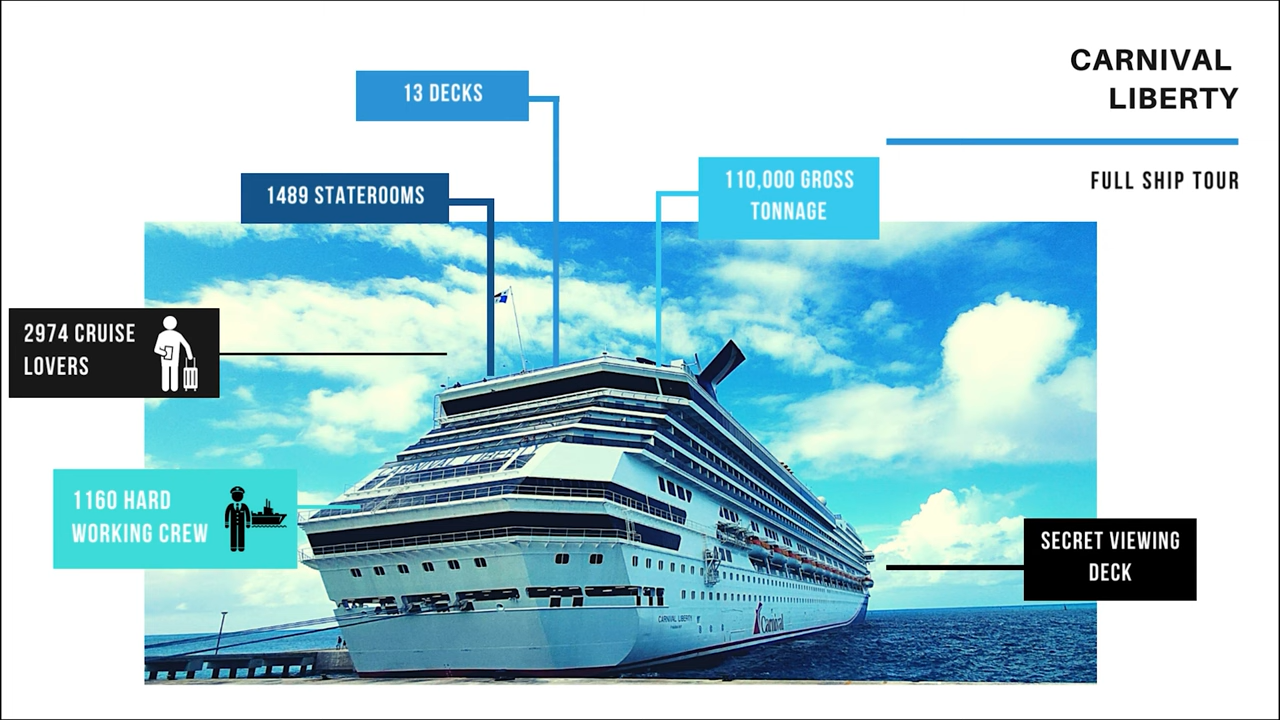 CARNIVAL
LIBERTY
FULL SHIP TOUR
13 DECKS
1489 STATEROOMS
110,000 GROSS
TONNAGE
2974 CRUISE
LOVERS
1160 HARD
WORKING CREW
SECRET VIEWING
DECK
CARNIVAL LIBERTY
Carnival